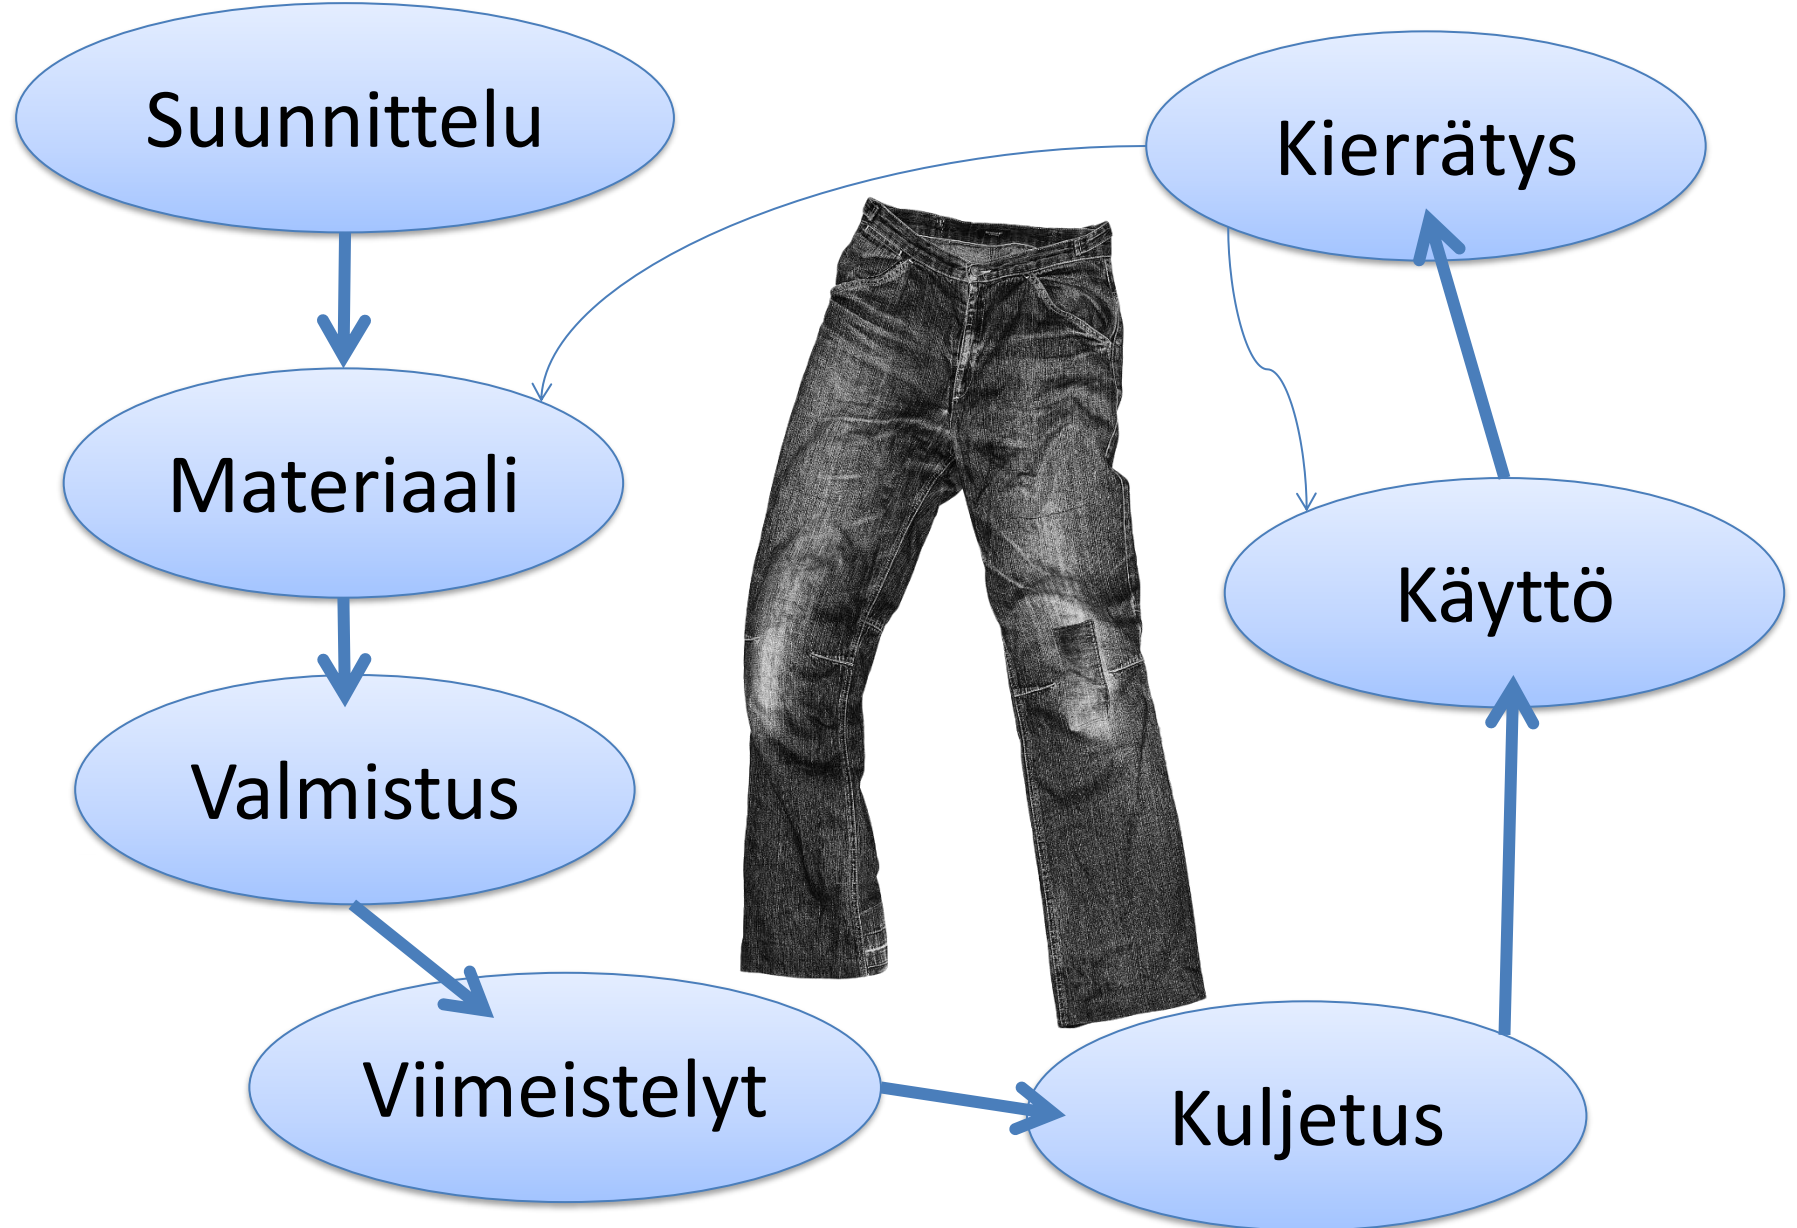 Suunnittelu
Materiaali
Valmistus
Viimeistelyt
Kuljetus
Käyttö
Kierrätys